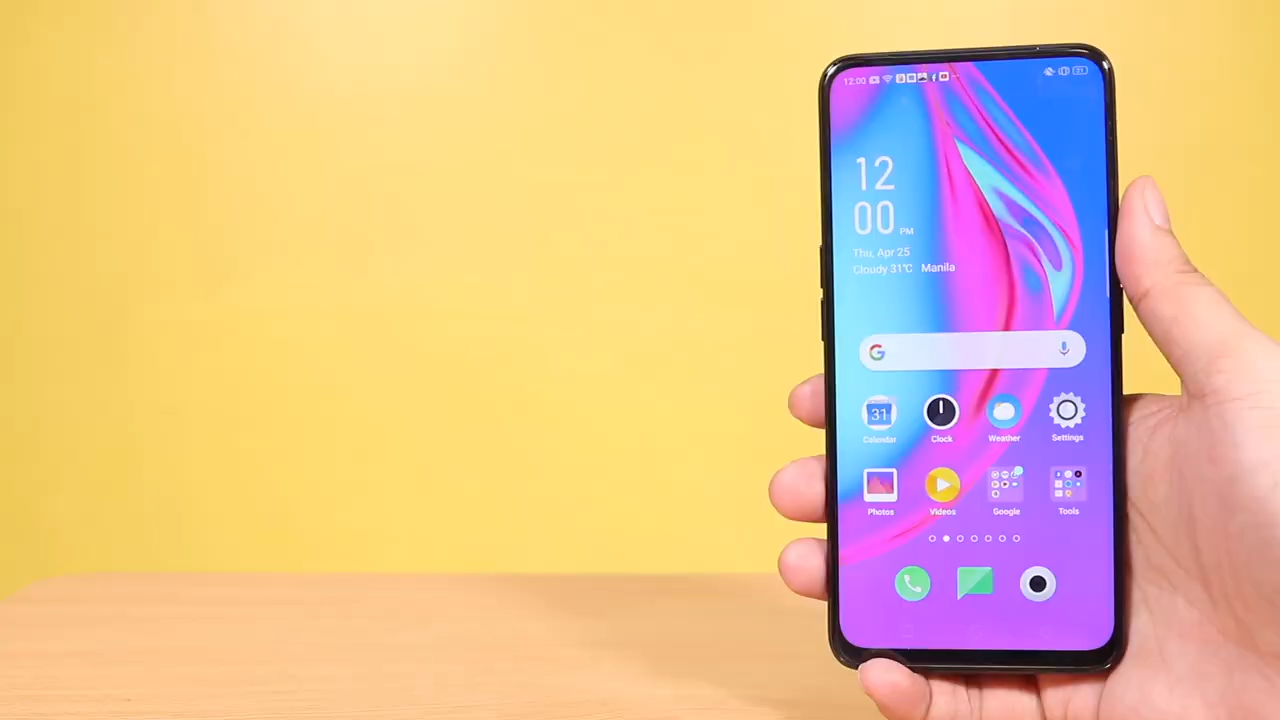 12:00
12
00 PM
Thu, Apr 25
Cloudy 31℃ Manila
G
31
Calendar Clock Weather Settings
Photos Videos Google Tools